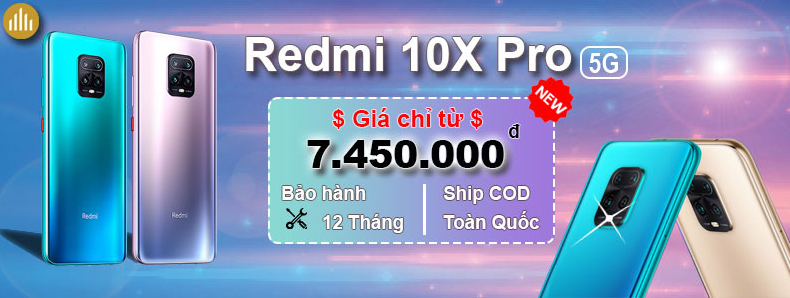 Redmi 10X Pro 5G
NEW
$ Giá chỉ từ $
7.450.000 đ
Bảo hành
12 Tháng
Ship COD
Toàn Quốc
Redmi
Redmi